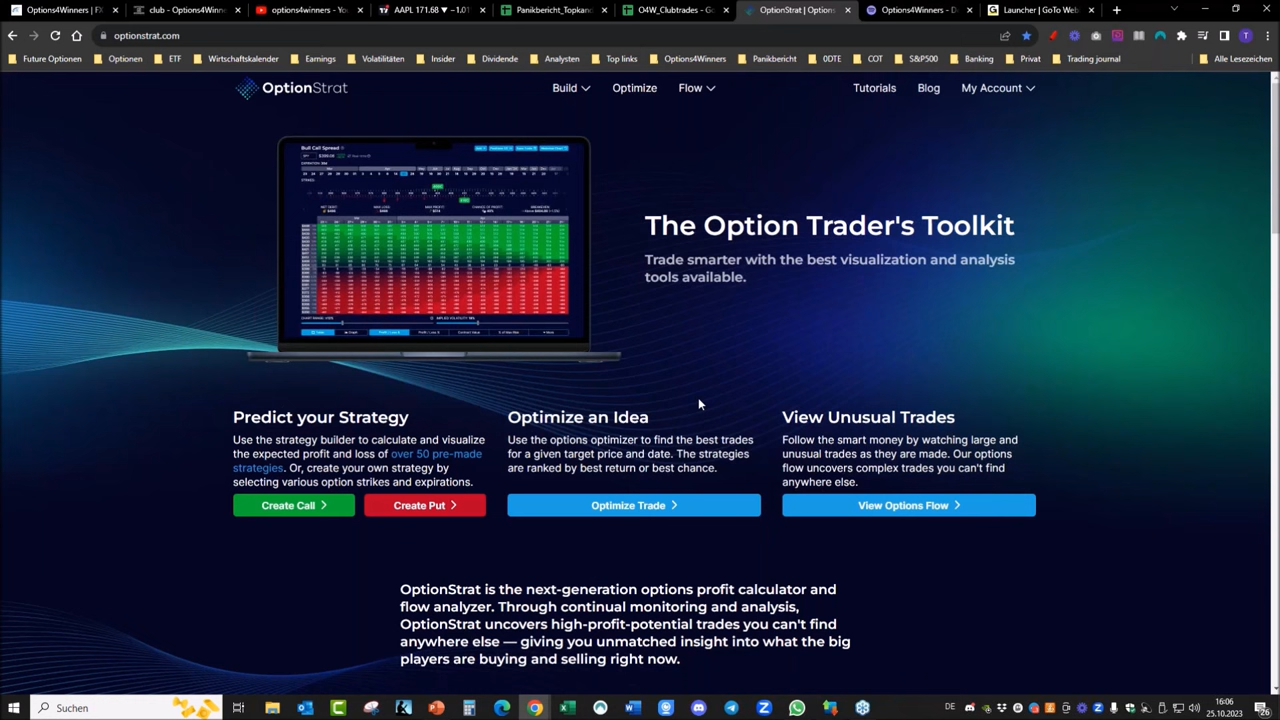 Options4Winners | FX
club - Options4Winne
options4winners - You
AAPL 171.68 ▼ −1.01
Panikbericht_Topkand
O4W_Clubtrades - Go
OptionStrat | Options
Options4Winners - D
Launcher | GoTo Web
optionstrat.com
Future Optionen
Optionen
ETF
Wirtschaftskalender
Earnings
Volatilitäten
Insider
Dividende
Analysten
Top links
Options4Winners
Panikbericht
0DTE
COT
S&P500
Banking
Privat
Trading journal
Alle Lesezeichen
OptionStrat
Build
Optimize
Flow
Tutorials
Blog
My Account
Bull Call Spread
The Option Trader's Toolkit
Trade smarter with the best visualization and analysis
tools available.
Predict your Strategy
Use the strategy builder to calculate and visualize
the expected profit and loss of over 50 pre-made
strategies. Or, create your own strategy by
selecting various option strikes and expirations.
Create Call
Create Put
Optimize an Idea
Use the options optimizer to find the best trades
for a given target price and date. The strategies
are ranked by best return or best chance.
Optimize Trade
View Unusual Trades
Follow the smart money by watching large and
unusual trades as they are made. Our options
flow uncovers complex trades you can't find
anywhere else.
View Options Flow
OptionStrat is the next-generation options profit calculator and
flow analyzer. Through continual monitoring and analysis,
OptionStrat uncovers high-profit-potential trades you can't find
anywhere else — giving you unmatched insight into what the big
players are buying and selling right now.
Suchen
DE
16:06
25.10.2023
26